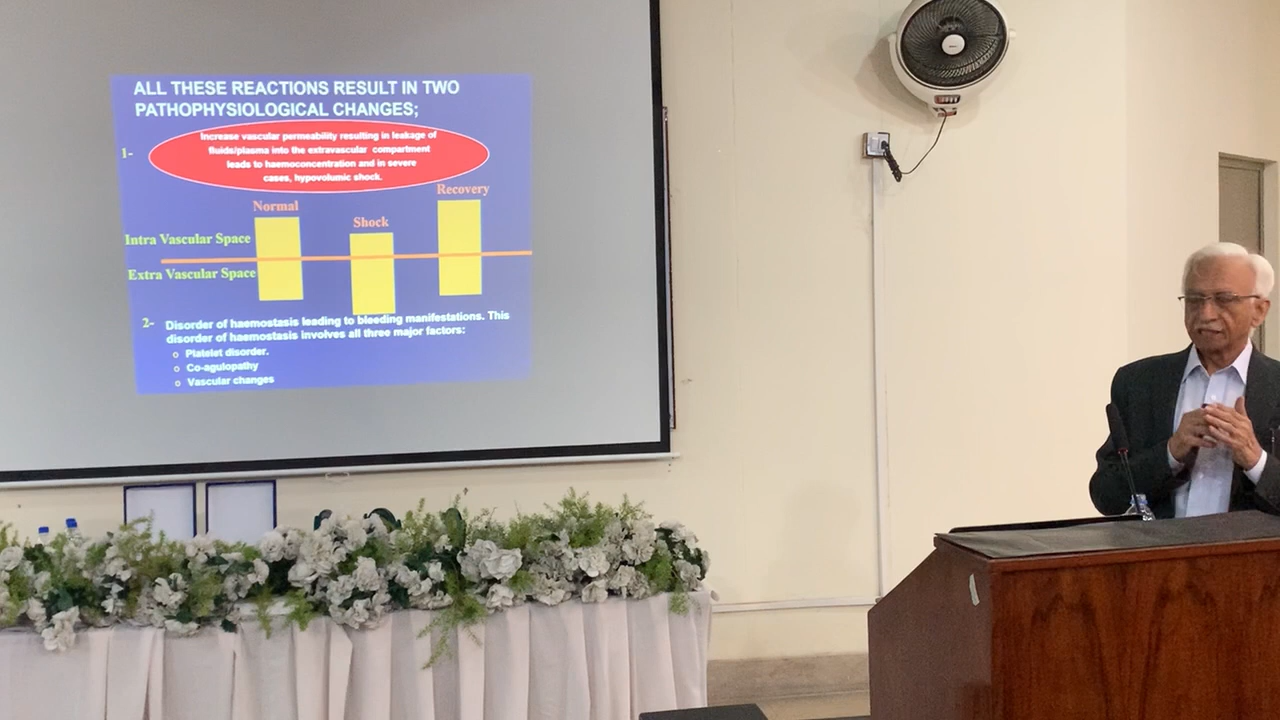 ALL THESE REACTIONS RESULT IN TWO
PATHOPHYSIOLOGICAL CHANGES;
1-
Increase vascular permeability resulting in leakage of
fluids/plasma into the extravascular compartment
leads to haemoconcentration and in severe
cases, hypovolumic shock.
Normal
Shock
Recovery
Intra Vascular Space
Extra Vascular Space
2- Disorder of haemostasis leading to bleeding manifestations. This
disorder of haemostasis involves all three major factors:
o Platelet disorder.
o Co-agulopathy
o Vascular changes